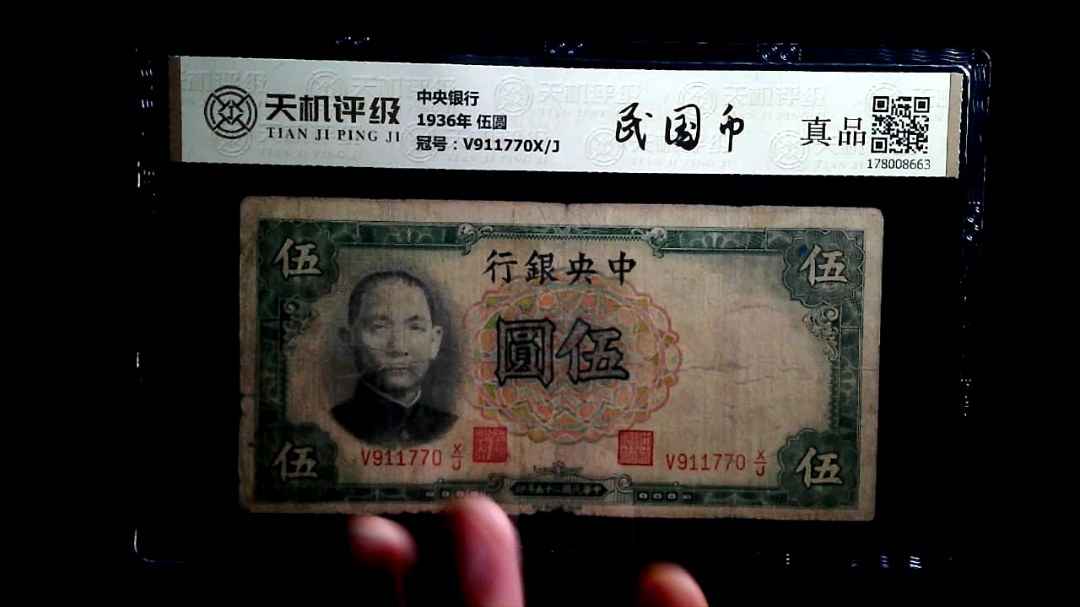 天机评级
TIAN JI PING JI
中央银行
1936年 伍圆
冠号：V911770X/J
民国币
真品
178008663
伍
行銀央中
伍
圓伍
伍
V911770 X/J
V911770 X/J
伍